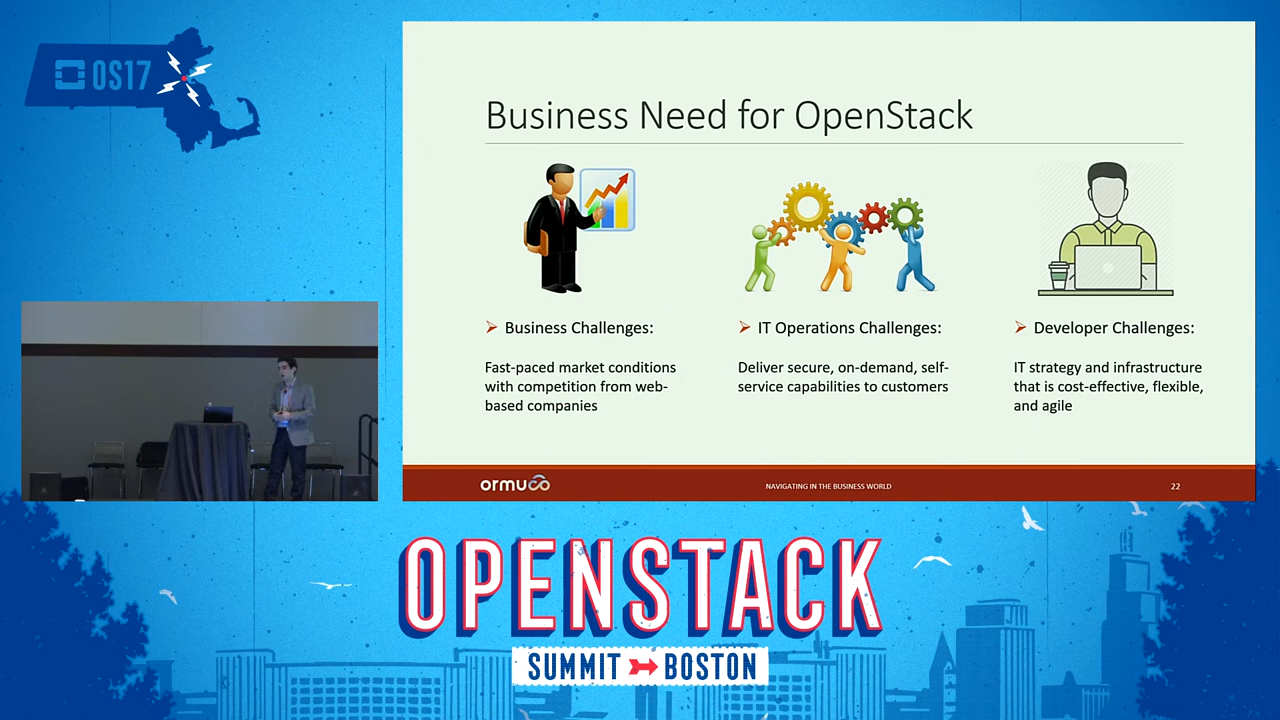 OS17
Business Need for OpenStack
➢ Business Challenges:
Fast-paced market conditions
with competition from web-
based companies
➢ IT Operations Challenges:
Deliver secure, on-demand, self-
service capabilities to customers
➢ Developer Challenges:
IT strategy and infrastructure
that is cost-effective, flexible,
and agile
ormuco
NAVIGATING IN THE BUSINESS WORLD
22
OPENSTACK
SUMMIT BOSTON